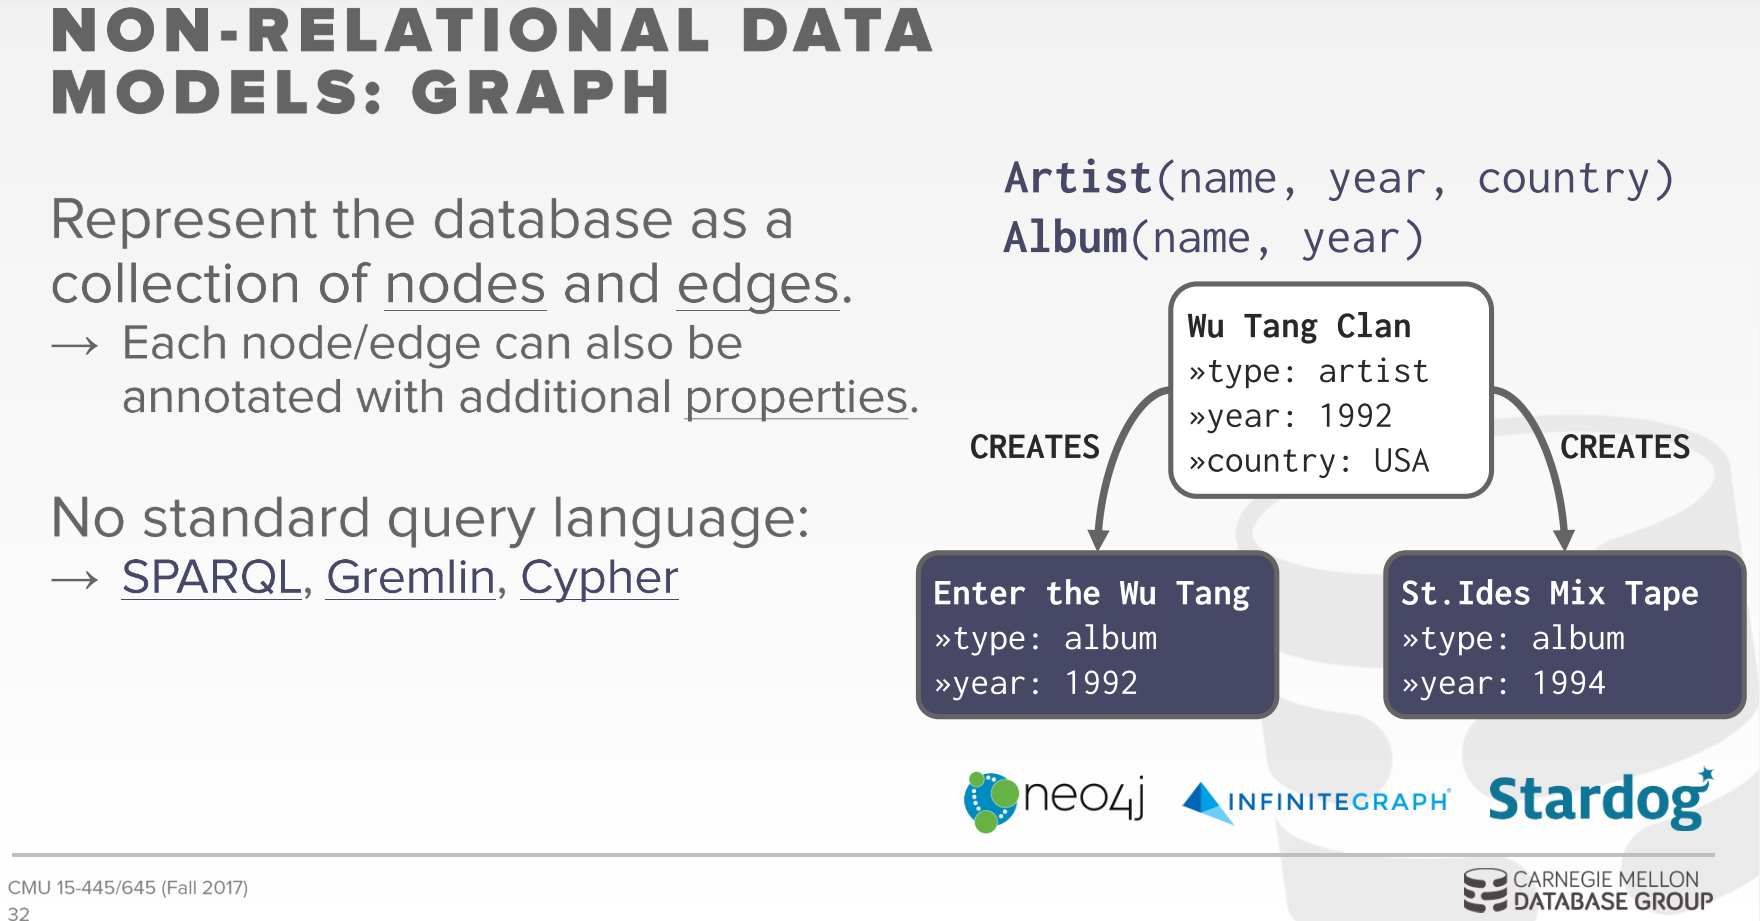 NON-RELATIONAL DATA
MODELS: GRAPH
Represent the database as a
collection of nodes and edges.
→ Each node/edge can also be
annotated with additional properties.
No standard query language:
→ SPARQL, Gremlin, Cypher
Artist(name, year, country)
Album(name, year)
Wu Tang Clan
»type: artist
»year: 1992
»country: USA
CREATES
CREATES
Enter the Wu Tang
»type: album
»year: 1992
St.Ides Mix Tape
»type: album
»year: 1994
neo4j
INFINITEGRAPH®
Stardog
CMU 15-445/645 (Fall 2017)
32
CARNEGIE MELLON
DATABASE GROUP